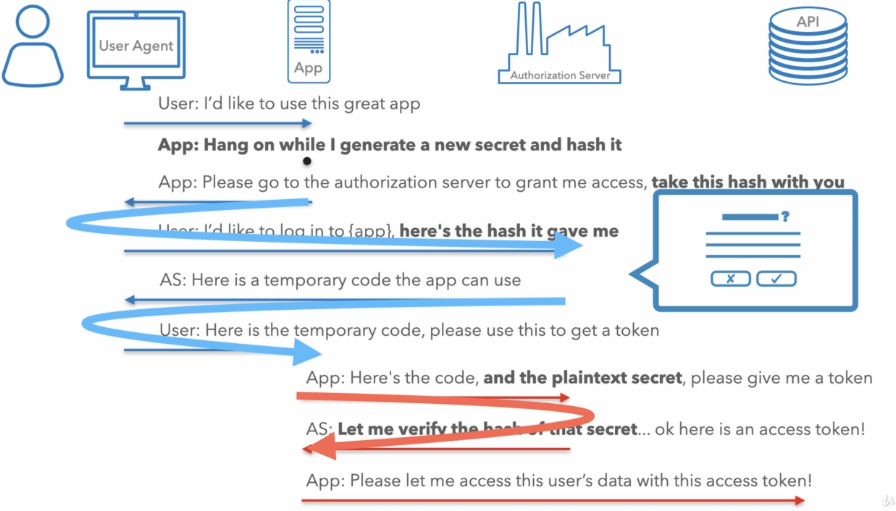 User Agent
App
Authorization Server
API
User: I'd like to use this great app
App: Hang on while I generate a new secret and hash it
App: Please go to the authorization server to grant me access, take this hash with you
?
User: I'd like to log in to {app}, here's the hash it gave me
AS: Here is a temporary code the app can use
User: Here is the temporary code, please use this to get a token
App: Here's the code, and the plaintext secret, please give me a token
AS: Let me verify the hash of that secret... ok here is an access token!
App: Please let me access this user's data with this access token!